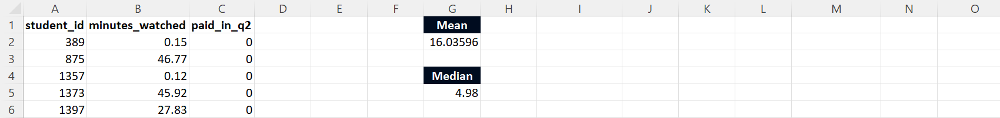 A B C D E F G H I J K L M N O
1 student_id minutes_watched paid_in_q2 Mean
2 389 0.15 0 16.03596
3 875 46.77 0
4 1357 0.12 0 Median
5 1373 45.92 0 4.98
6 1397 27.83 0